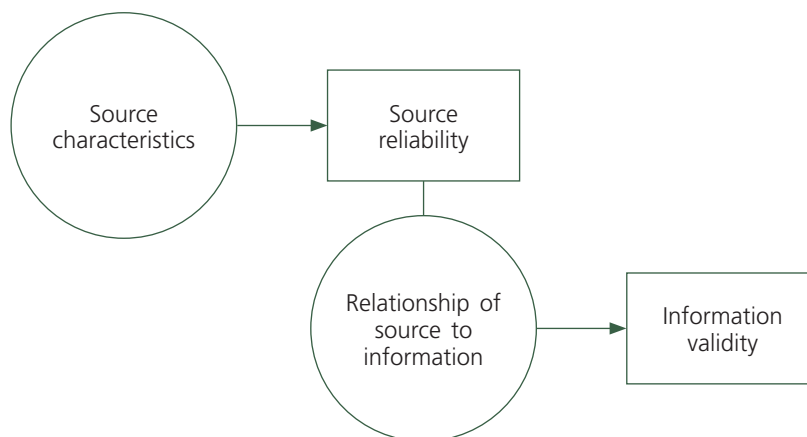 Source
characteristics
Source
reliability
Relationship of
source to
information
Information
validity